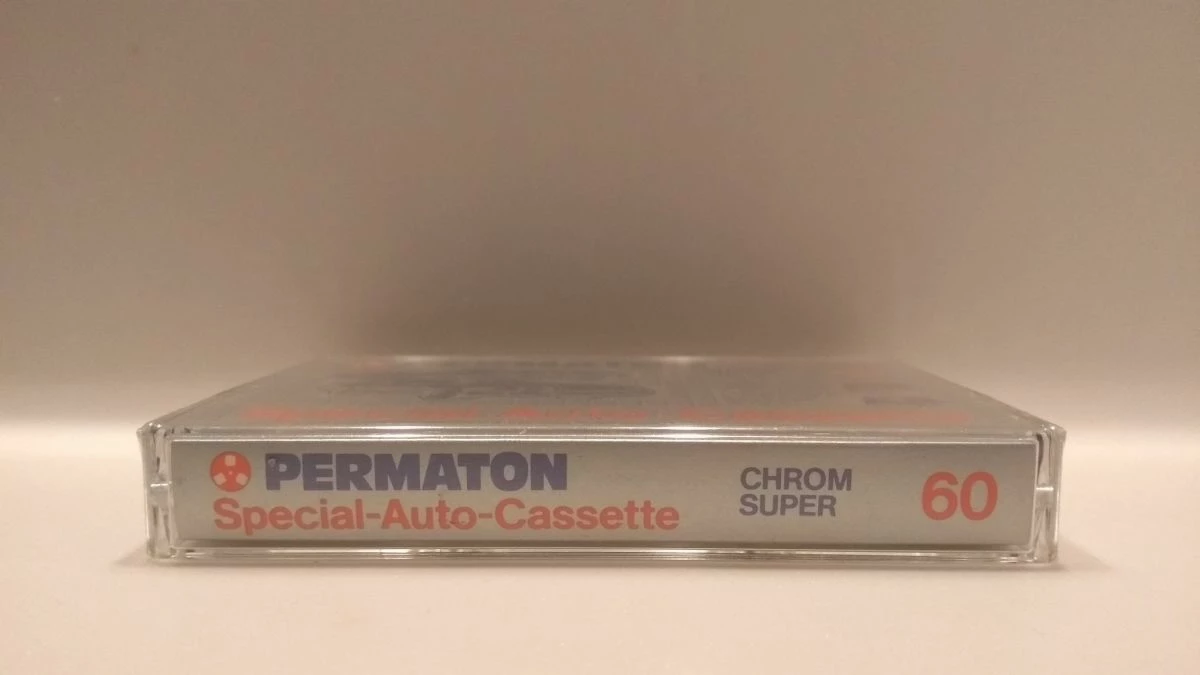 PERMATON
Special-Auto-Cassette
CHROM
SUPER
60